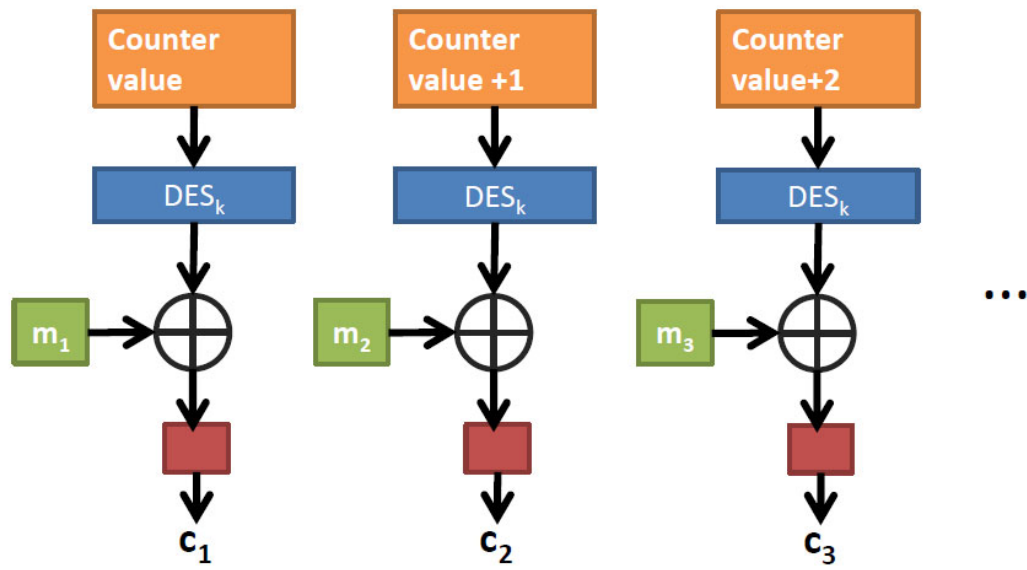 Counter value
Counter value +1
Counter value+2
DESk
DESk
DESk
m1
m2
m3
...
c1
c2
c3